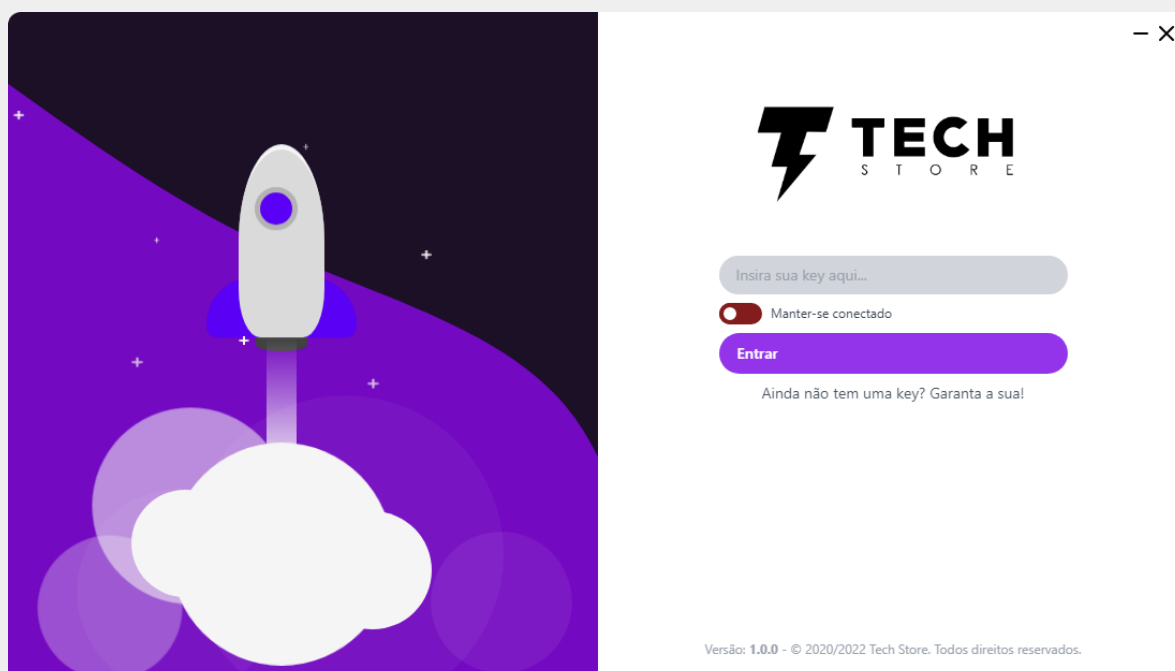 TECH
STORE
Insira sua key aqui...
Manter-se conectado
Entrar
Ainda não tem uma key? Garanta a sua!
Versão: 1.0.0 - © 2020/2022 Tech Store. Todos direitos reservados.